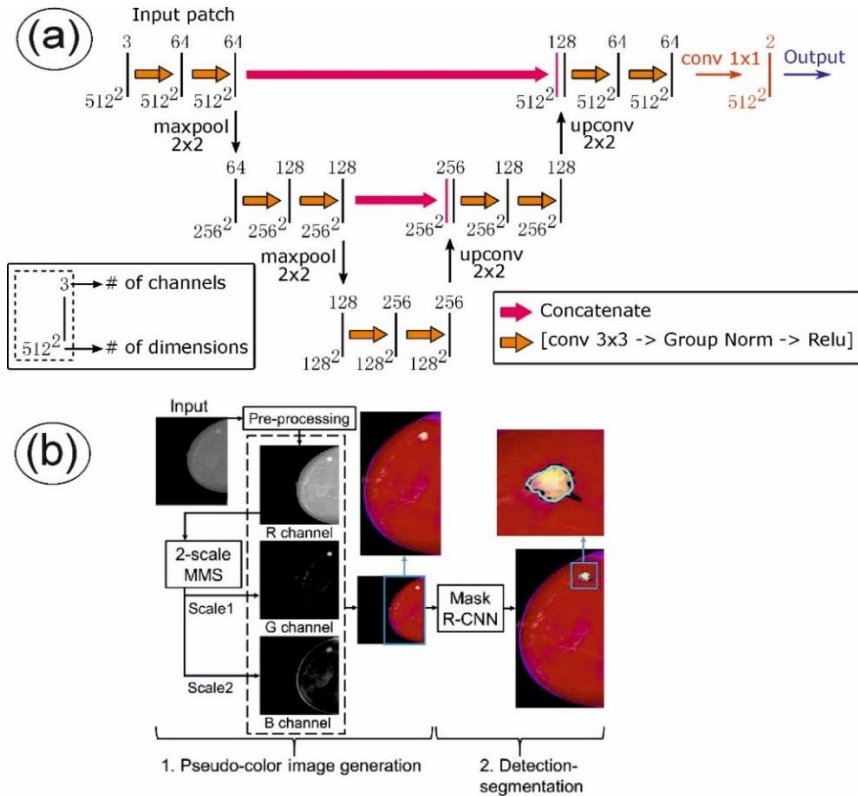 Input patch
(a)
3 64 64 128 64 64 conv 1x1 2 Output
512² 512² 512² 512² 512² 512² 512²
maxpool 2x2
upconv 2x2
64 128 128 256 128 128
256² 256² 256² 256² 256² 256²
maxpool 2x2
upconv 2x2
128 256 256
128² 128² 128²
3 # of channels
512² # of dimensions
Concatenate
[conv 3x3 -> Group Norm -> Relu]
(b)
Input
Pre-processing
R channel
2-scale
MMS
Scale1
G channel
Scale2
B channel
Mask
R-CNN
1. Pseudo-color image generation
2. Detection-
segmentation